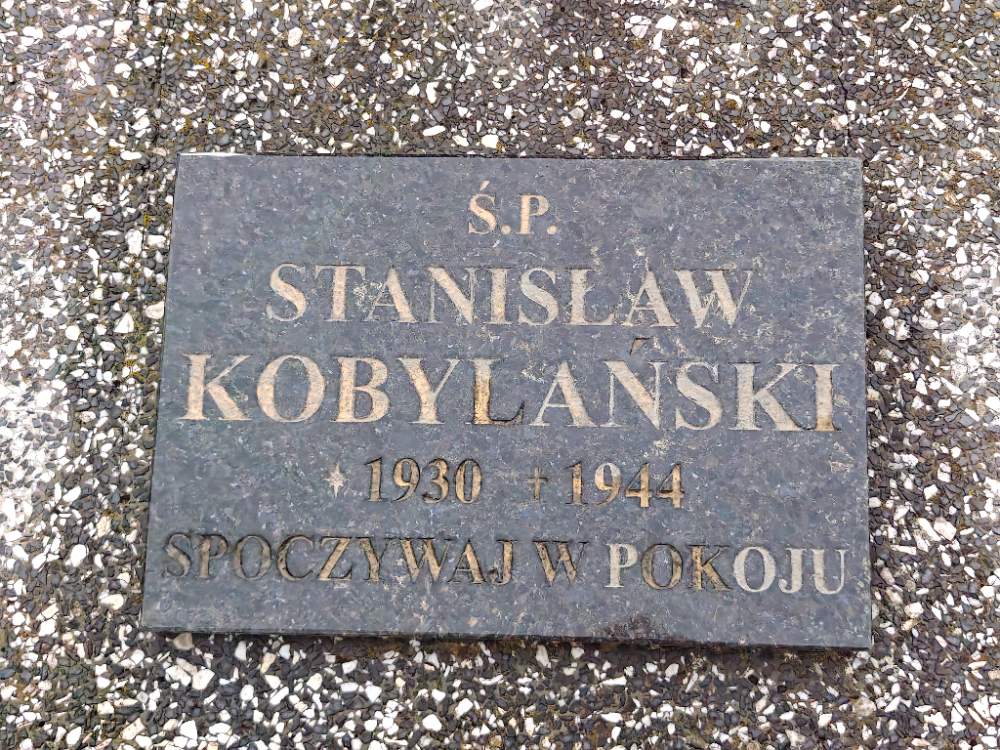 Ś.P.
STANISŁAW
KOBYLAŃSKI
1930 1944
SPOCZYWAJ W POKOJU